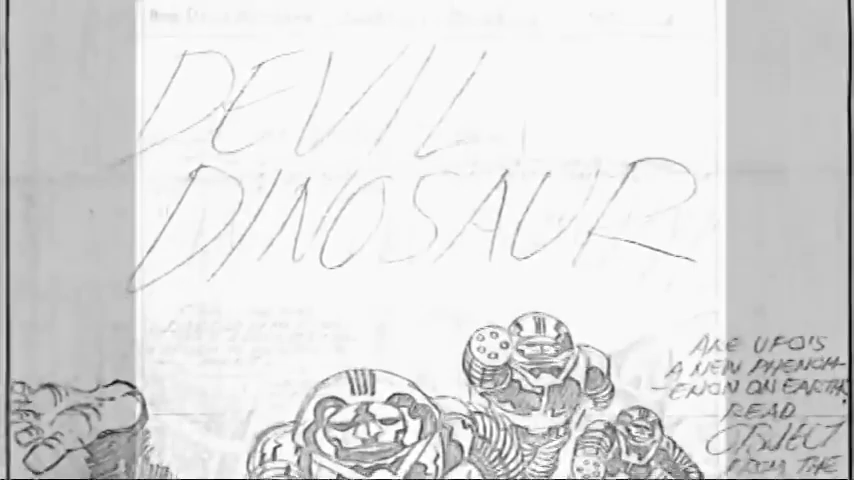 DEVIL
DINOSAUR
ARE UFO'S
A NEW PHENOM-
ENON ON EARTH?
READ
OBJECT
FROM THE